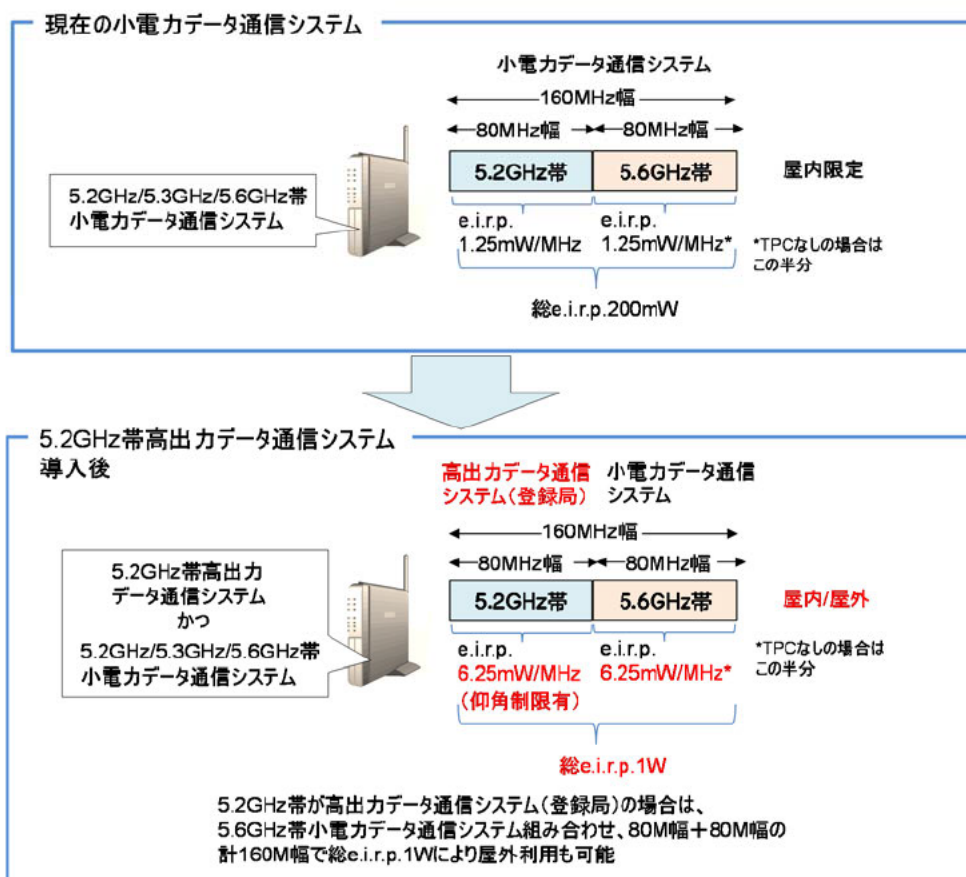 現在の小電力データ通信システム
小電力データ通信システム
160MHz幅
80MHz幅 80MHz幅
5.2GHz帯 5.6GHz帯
屋内限定
5.2GHz/5.3GHz/5.6GHz帯
小電力データ通信システム
e.i.r.p. e.i.r.p.
1.25mW/MHz 1.25mW/MHz*
*TPCなしの場合は
この半分
総e.i.r.p.200mW
5.2GHz帯高出力データ通信システム
導入後
高出力データ通信 小電力データ通信
システム(登録局) システム
160MHz幅
80MHz幅 80MHz幅
5.2GHz帯 5.6GHz帯
屋内/屋外
5.2GHz帯高出力
データ通信システム
かつ
5.2GHz/5.3GHz/5.6GHz帯
小電力データ通信システム
e.i.r.p. e.i.r.p.
6.25mW/MHz 6.25mW/MHz*
(仰角制限有)
*TPCなしの場合は
この半分
総e.i.r.p.1W
5.2GHz帯が高出力データ通信システム(登録局)の場合は、
5.6GHz帯小電力データ通信システム組み合わせ、80M幅+80M幅の
計160M幅で総e.i.r.p.1Wにより屋外利用も可能